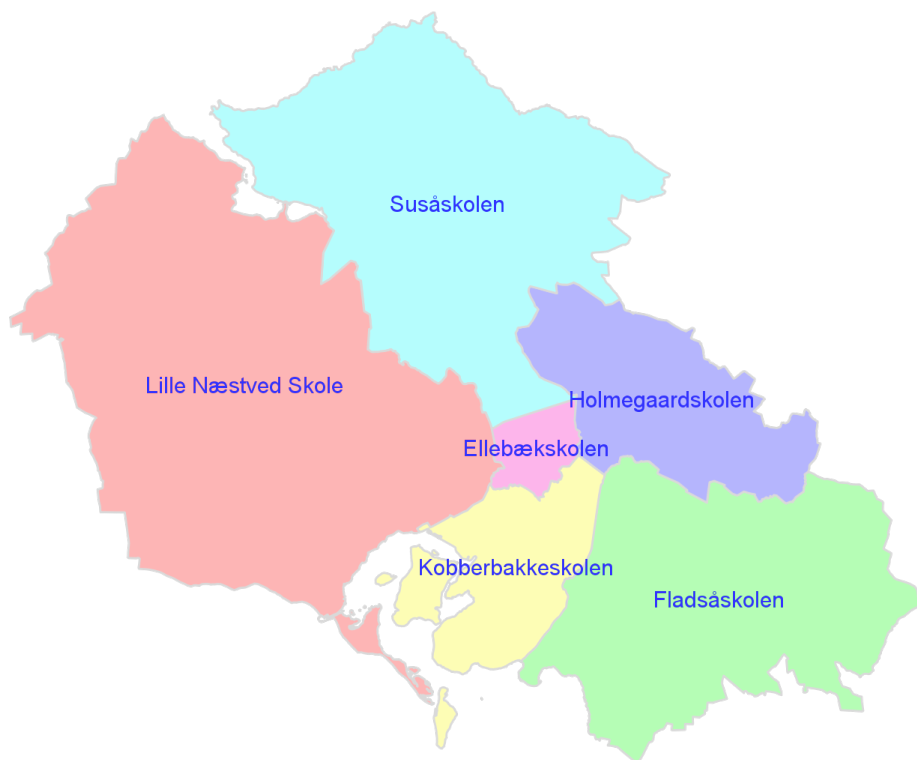 Susåskolen
Lille Næstved Skole
Holmegaardskolen
Ellebækskolen
Kobberbakkeskolen
Fladsåskolen